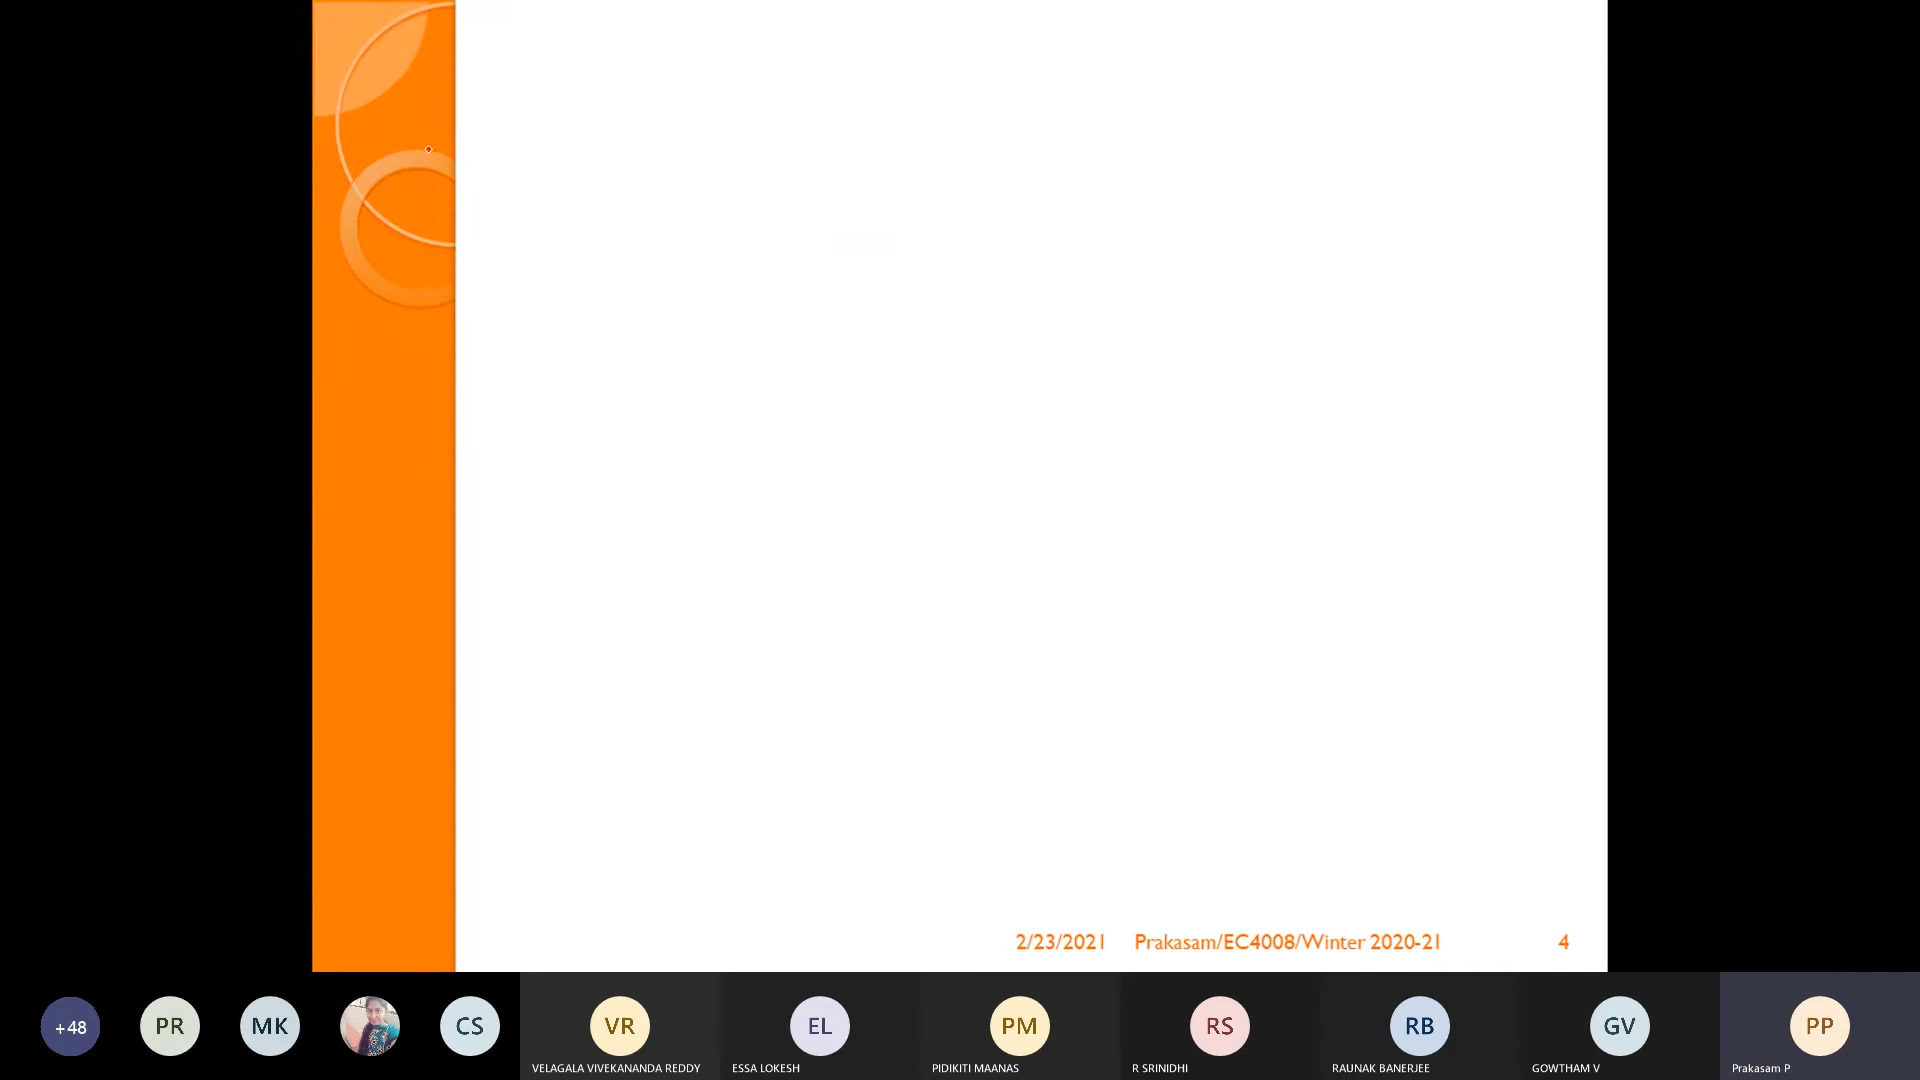 2/23/2021 Prakasam/EC4008/Winter 2020-21 4
+48 PR MK CS VR EL PM RS RB GV PP
VELAGALA VIVEKANANDA REDDY ESSA LOKESH PIDIKITI MAANAS R SRINIDHI RAUNAK BANERJEE GOWTHAM V Prakasam P